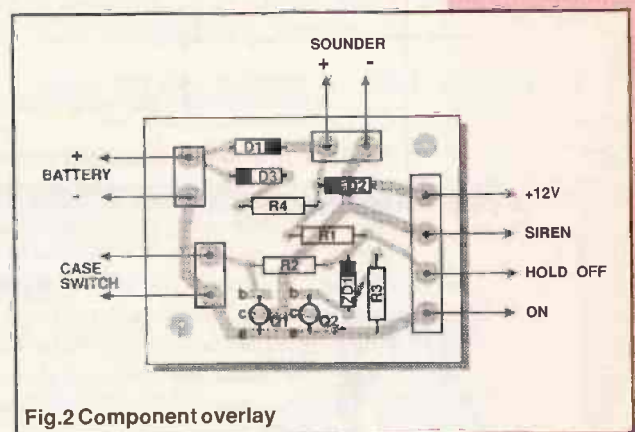 SOUNDER
+ -
D1
+
BATTERY
-
D3
D2
+12V
R4
SIREN
R1
CASE
SWITCH
R2
HOLD OFF
ZD1
R3
b b
c Q1 c Q2
ON
e e
Fig.2 Component overlay